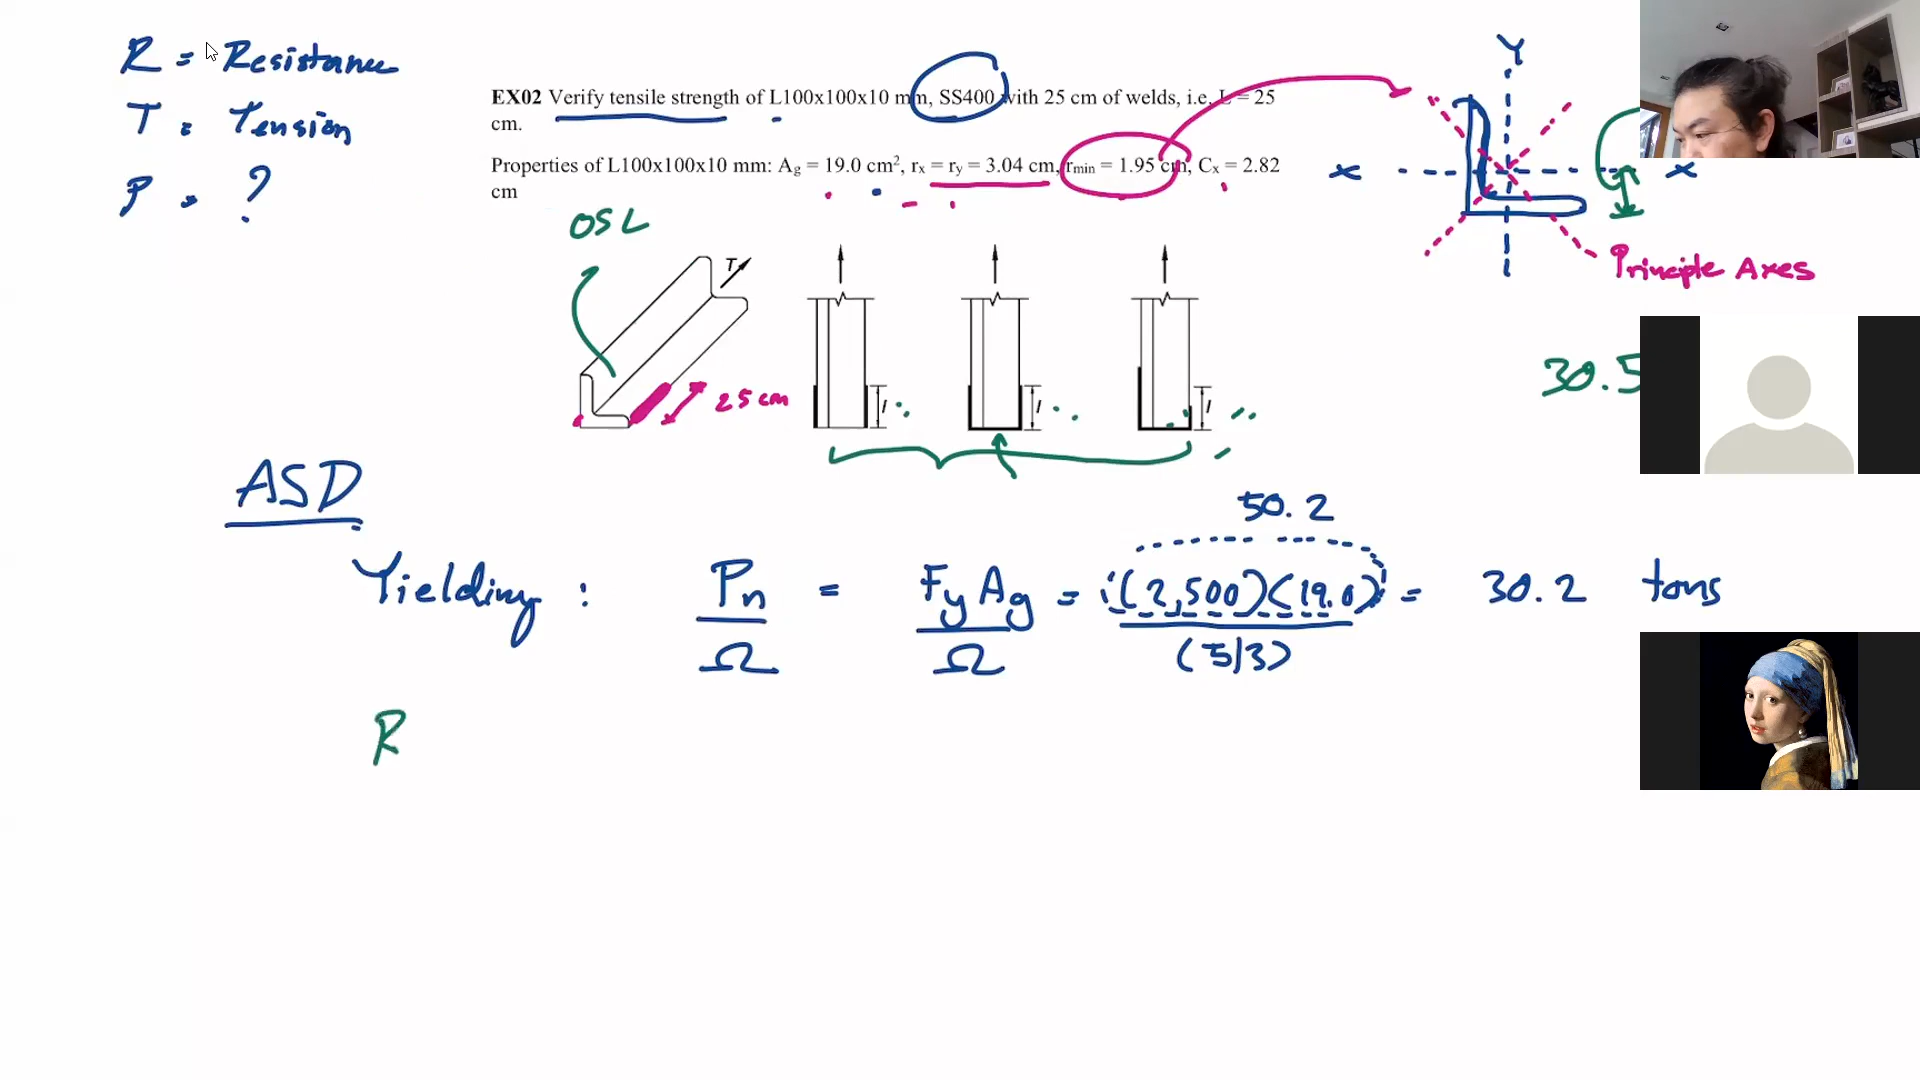 R = Resistance
T = Tension
P = ?
EX02 Verify tensile strength of L100x100x10 mm, SS400 with 25 cm of welds, i.e. L = 25
cm.
Properties of L100x100x10 mm: Ag = 19.0 cm², rx = ry = 3.04 cm, rmin = 1.95 cm, Cx = 2.82
cm
Y
x
x
Principle Axes
OSL
T
25 cm
l
l
l
30.5
ASD
50.2
Yielding : Pn / Ω = FyAg / Ω = (2,500)(19.0) / (5/3) = 30.2 tons
R